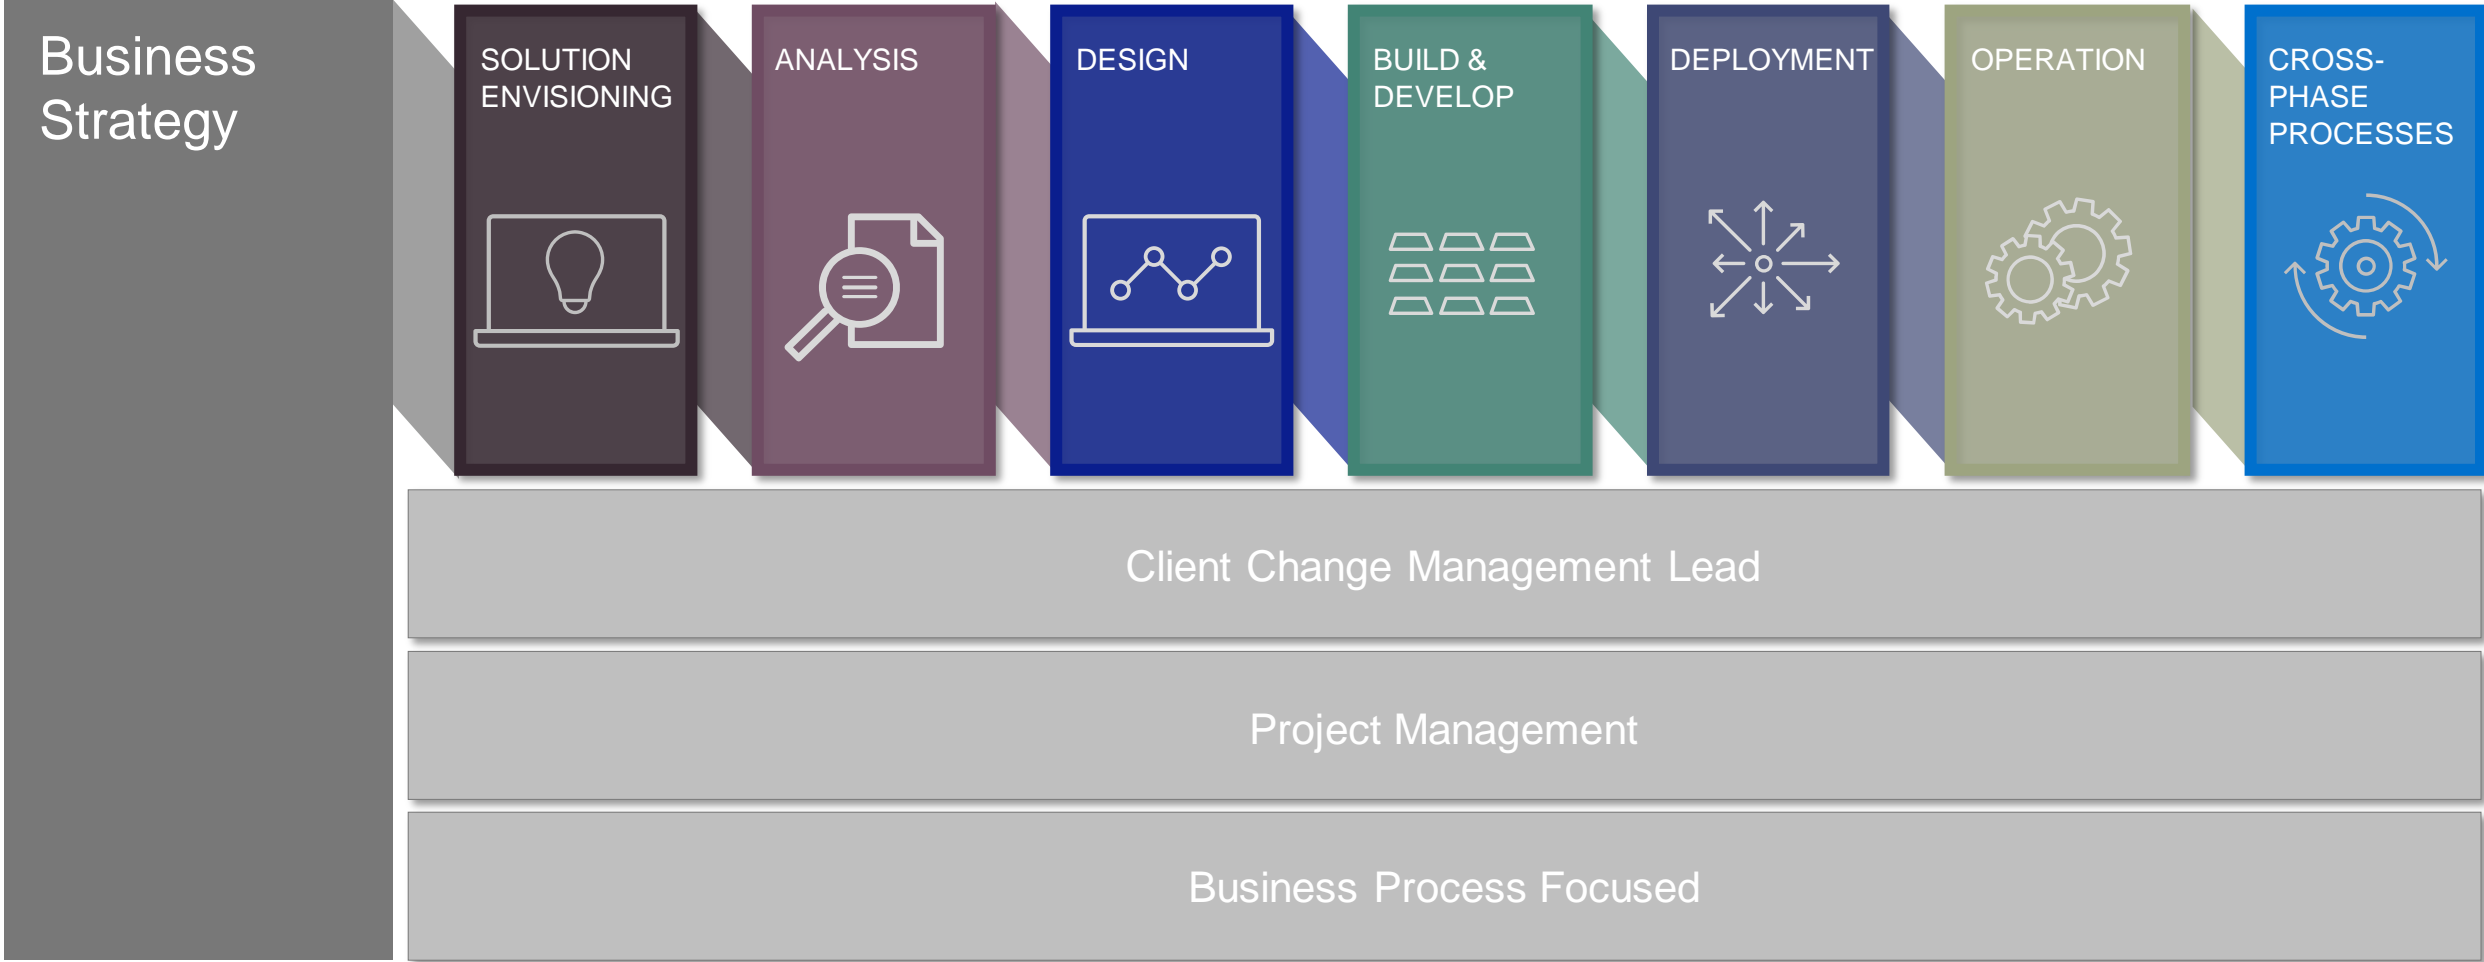 Business
Strategy
SOLUTION
ENVISIONING
ANALYSIS
DESIGN
BUILD &
DEVELOP
DEPLOYMENT
OPERATION
CROSS-
PHASE
PROCESSES
Client Change Management Lead
Project Management
Business Process Focused